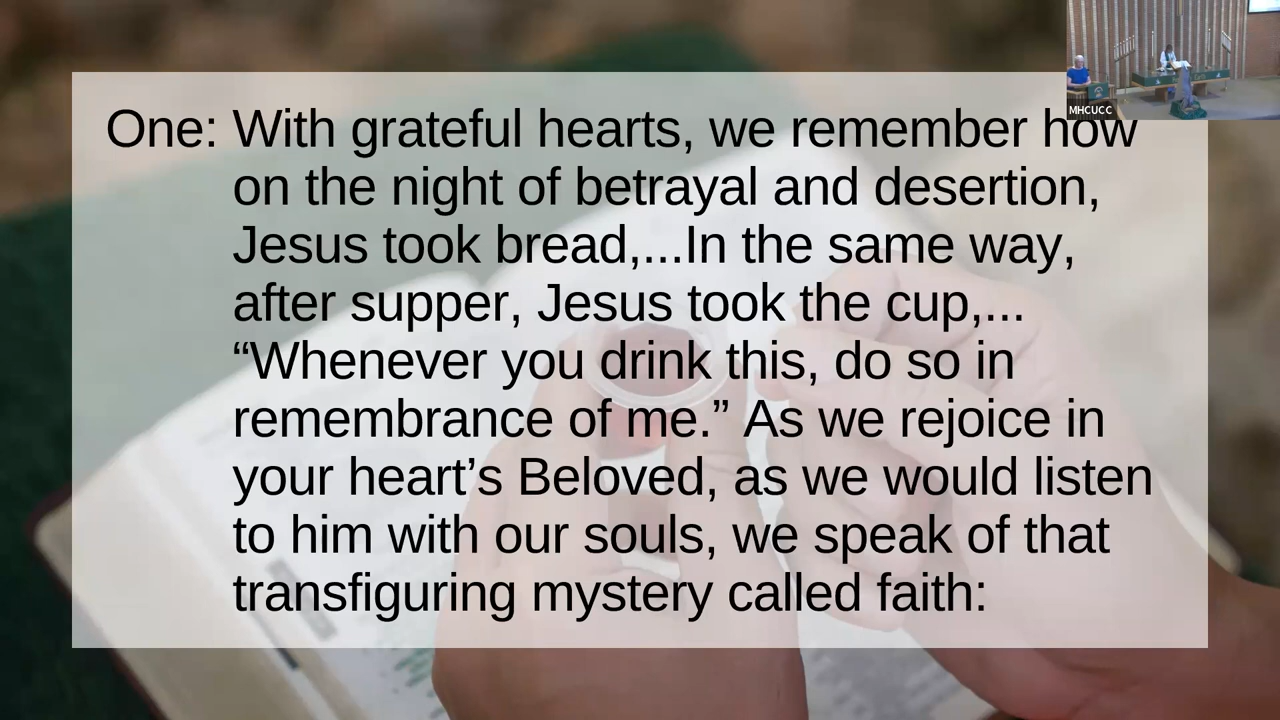 MHCUCC
One: With grateful hearts, we remember how
on the night of betrayal and desertion,
Jesus took bread,...In the same way,
after supper, Jesus took the cup,...
“Whenever you drink this, do so in
remembrance of me.” As we rejoice in
your heart’s Beloved, as we would listen
to him with our souls, we speak of that
transfiguring mystery called faith: